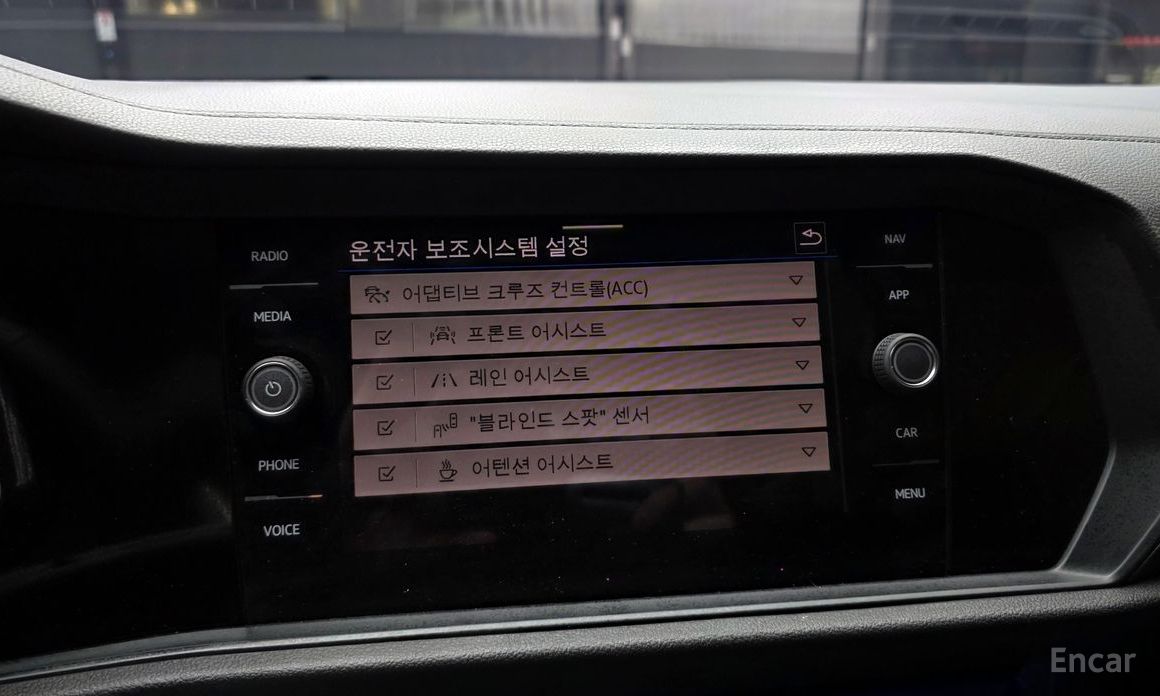 RADIO
MEDIA
PHONE
VOICE
운전자 보조시스템 설정
어댑티브 크루즈 컨트롤(ACC)
프론트 어시스트
레인 어시스트
"블라인드 스팟" 센서
어텐션 어시스트
NAV
APP
CAR
MENU
Encar